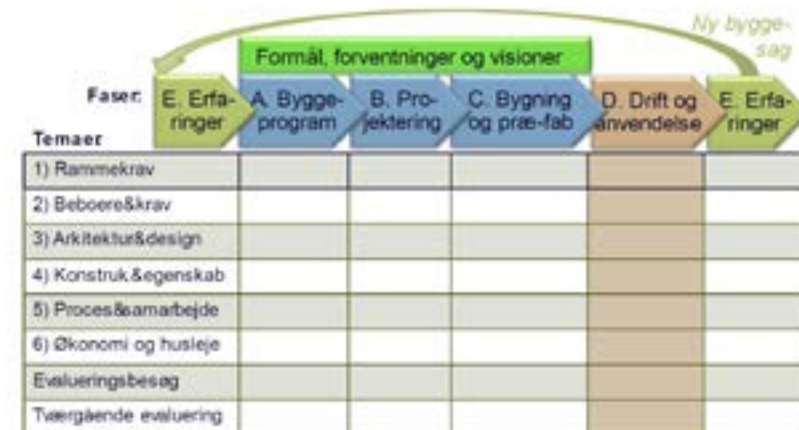 Ny bygge-
sag
Formål, forventninger og visioner
Faser:
E. Erfa-
ringer
A. Bygge-
program
B. Pro-
jektering
C. Bygning
og præ-fab
D. Drift og
anvendelse
E. Erfa-
ringer
Temaer
1) Rammekrav
2) Beboere&krav
3) Arkitektur&design
4) Konstruk.&egenskab
5) Proces&samarbejde
6) Økonomi og husleje
Evalueringsbesøg
Tværgående evaluering